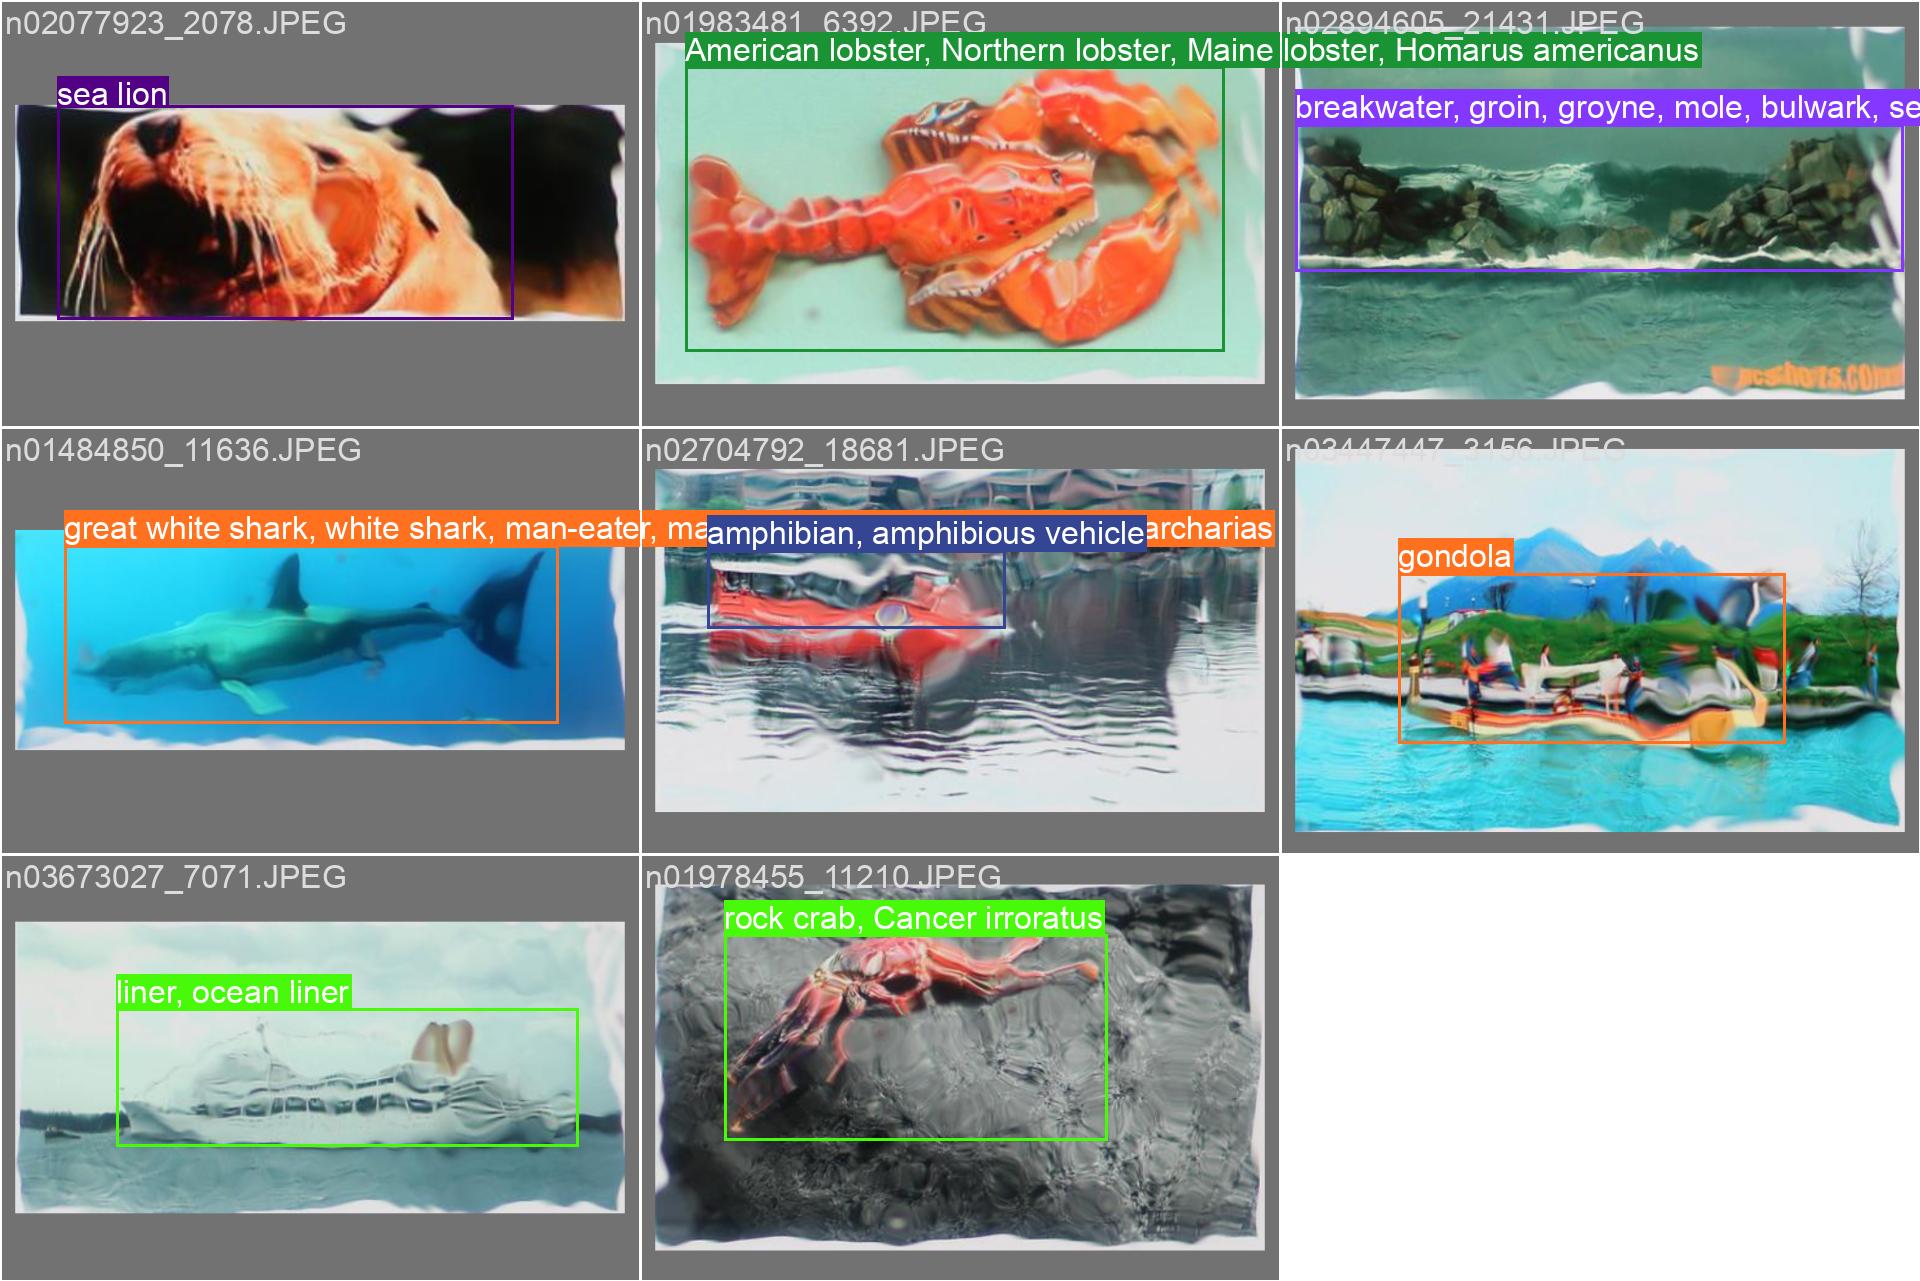 n02077923_2078.JPEG
sea lion
n01983481_6392.JPEG
American lobster, Northern lobster, Maine lobster, Homarus americanus
n02894605_21431.JPEG
breakwater, groin, groyne, mole, bulwark, se
n01484850_11636.JPEG
great white shark, white shark, man-eater, ma
archarias
n02704792_18681.JPEG
amphibian, amphibious vehicle
n03447447_3156.JPEG
gondola
n03673027_7071.JPEG
liner, ocean liner
n01978455_11210.JPEG
rock crab, Cancer irroratus